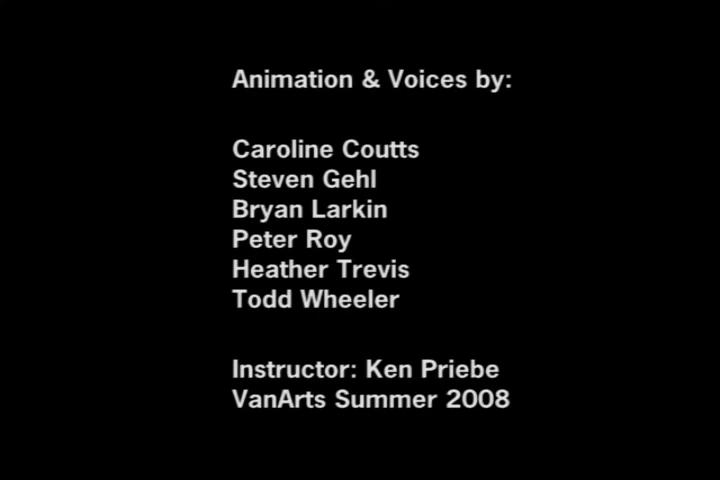 Animation & Voices by:
Caroline Coutts
Steven Gehl
Bryan Larkin
Peter Roy
Heather Trevis
Todd Wheeler
Instructor: Ken Priebe
VanArts Summer 2008